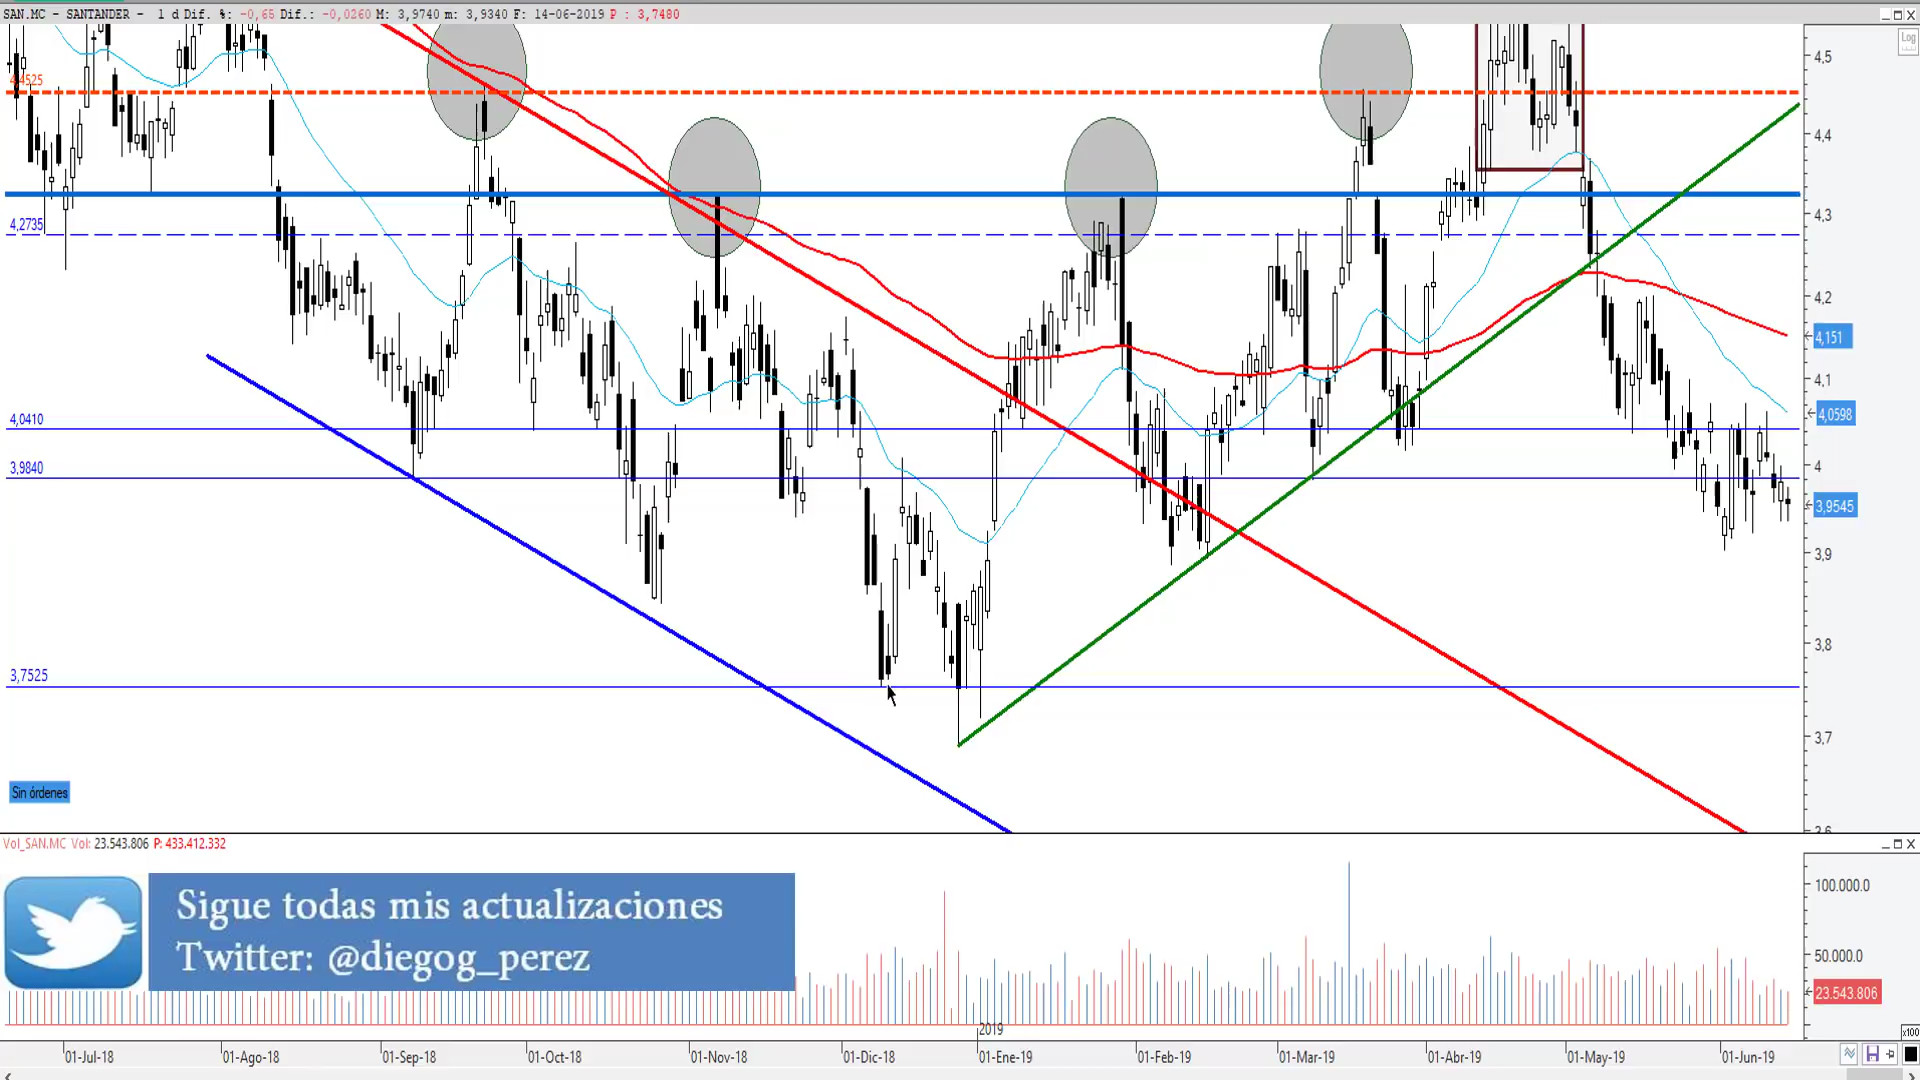 SAN.MC - SANTANDER - 1 d Dif. %: -0,65 Dif.: -0,0260 M: 3,9740 m: 3,9340 F: 14-06-2019 P : 3,7480
Log
4,5
4,4525
4,4
4,3
4,2735
4,2
4,151
4,1
4,0598
4,0410
4
3,9840
3,9545
3,9
3,8
3,7525
3,7
3,6
Sin órdenes
Vol_SAN.MC Vol: 23.543.806 P: 433.412.332
100.000.0
Sigue todas mis actualizaciones
Twitter: @diegog_perez
50.000.0
23.543.806
2019
x100
01-Jul-18 01-Ago-18 01-Sep-18 01-Oct-18 01-Nov-18 01-Dic-18 01-Ene-19 01-Feb-19 01-Mar-19 01-Abr-19 01-May-19 01-Jun-19